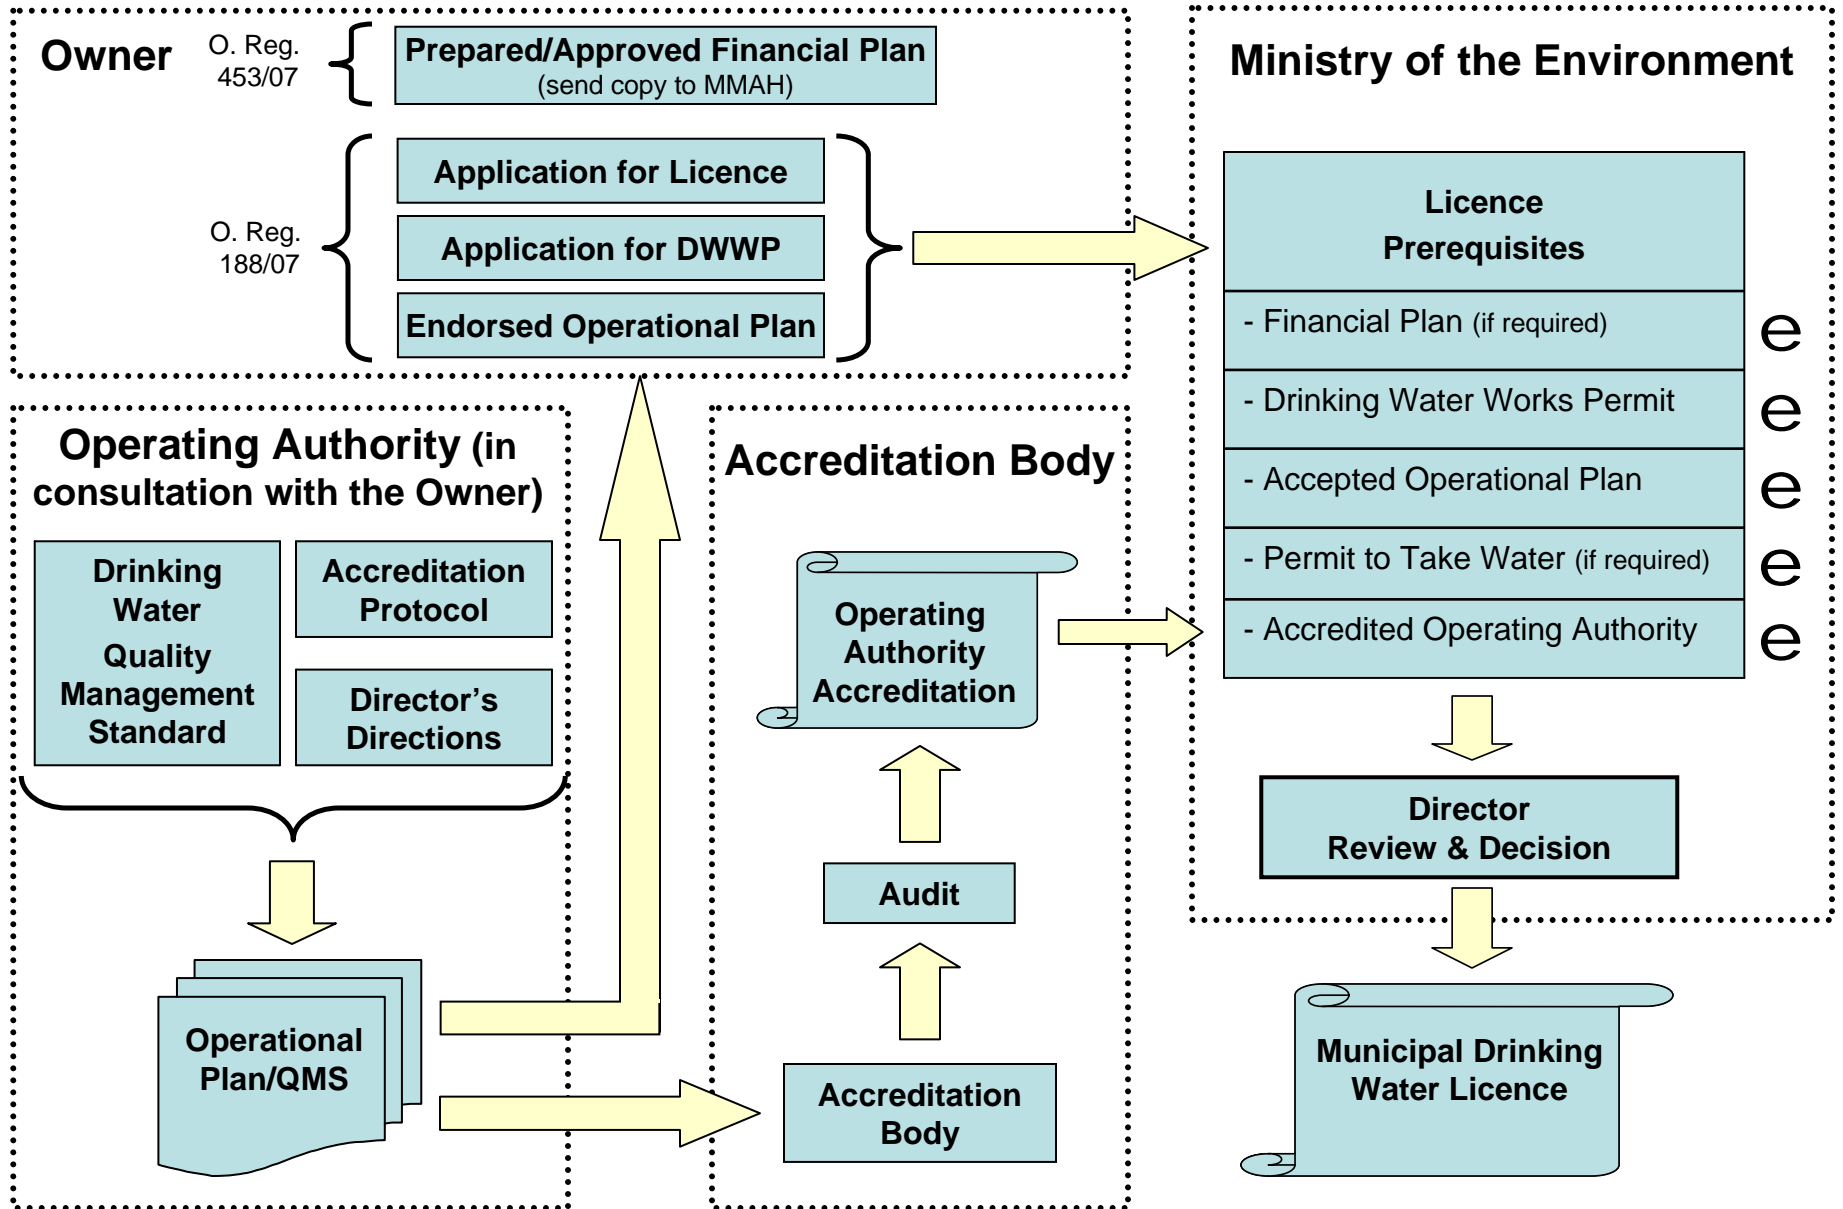 Owner
O. Reg.
453/07
Prepared/Approved Financial Plan
(send copy to MMAH)
O. Reg.
188/07
Application for Licence
Application for DWWP
Endorsed Operational Plan
Operating Authority (in
consultation with the Owner)
Drinking
Water
Quality
Management
Standard
Accreditation
Protocol
Director’s
Directions
Operational
Plan/QMS
Accreditation Body
Operating
Authority
Accreditation
Audit
Accreditation
Body
Ministry of the Environment
Licence
Prerequisites
- Financial Plan (if required) e
- Drinking Water Works Permit e
- Accepted Operational Plan e
- Permit to Take Water (if required) e
- Accredited Operating Authority e
Director
Review & Decision
Municipal Drinking
Water Licence